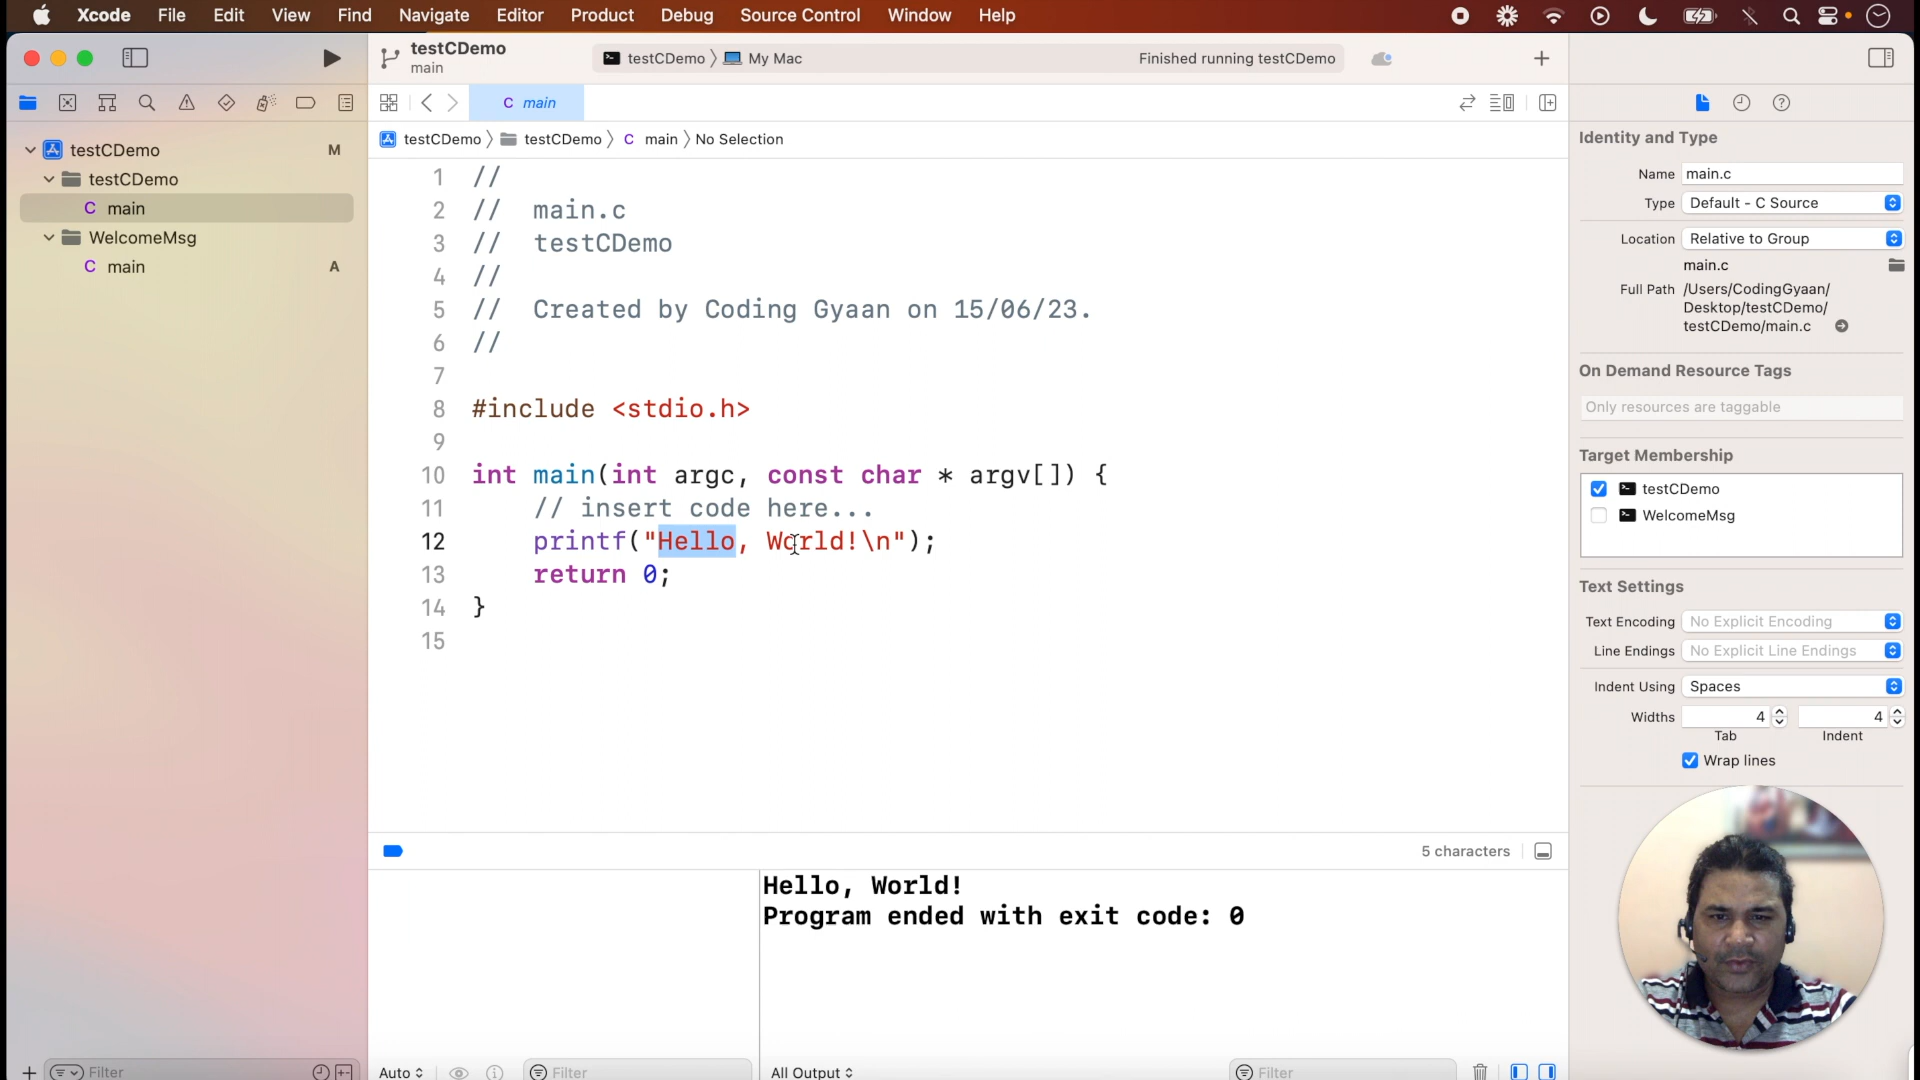 Xcode File Edit View Find Navigate Editor Product Debug Source Control Window Help
testCDemo
main
testCDemo My Mac Finished running testCDemo
C main
testCDemo testCDemo C main No Selection
testCDemo M
testCDemo
C main
WelcomeMsg
C main A
1 //
2 // main.c
3 // testCDemo
4 //
5 // Created by Coding Gyaan on 15/06/23.
6 //
7
8 #include <stdio.h>
9
10 int main(int argc, const char * argv[]) {
11 // insert code here...
12 printf("Hello, World!\n");
13 return 0;
14 }
15
5 characters
Hello, World!
Program ended with exit code: 0
Filter
Auto
Filter
All Output
Filter
Identity and Type
Name main.c
Type Default - C Source
Location Relative to Group
main.c
Full Path /Users/CodingGyaan/
Desktop/testCDemo/
testCDemo/main.c
On Demand Resource Tags
Only resources are taggable
Target Membership
testCDemo
WelcomeMsg
Text Settings
Text Encoding No Explicit Encoding
Line Endings No Explicit Line Endings
Indent Using Spaces
Widths 4 4
Tab Indent
Wrap lines